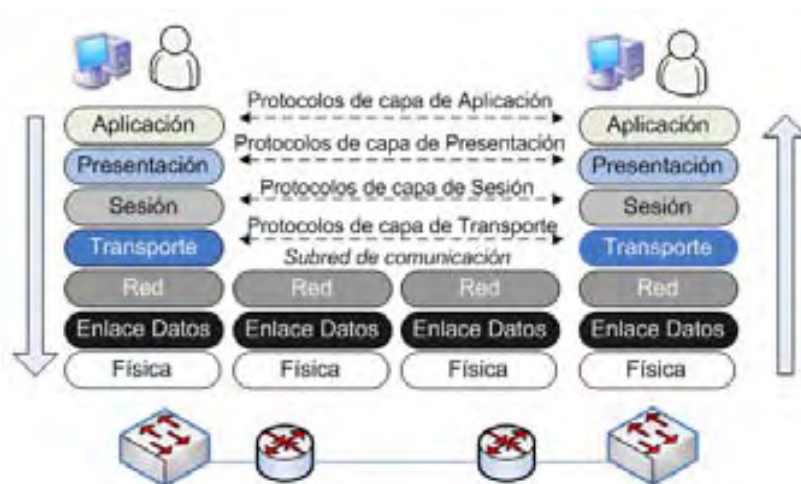 Protocolos de capa de Aplicación
Aplicación
Aplicación
Protocolos de capa de Presentación
Presentación
Presentación
Protocolos de capa de Sesión
Sesión
Sesión
Protocolos de capa de Transporte
Transporte
Transporte
Subred de comunicación
Red
Red
Red
Red
Enlace Datos
Enlace Datos
Enlace Datos
Enlace Datos
Física
Física
Física
Física